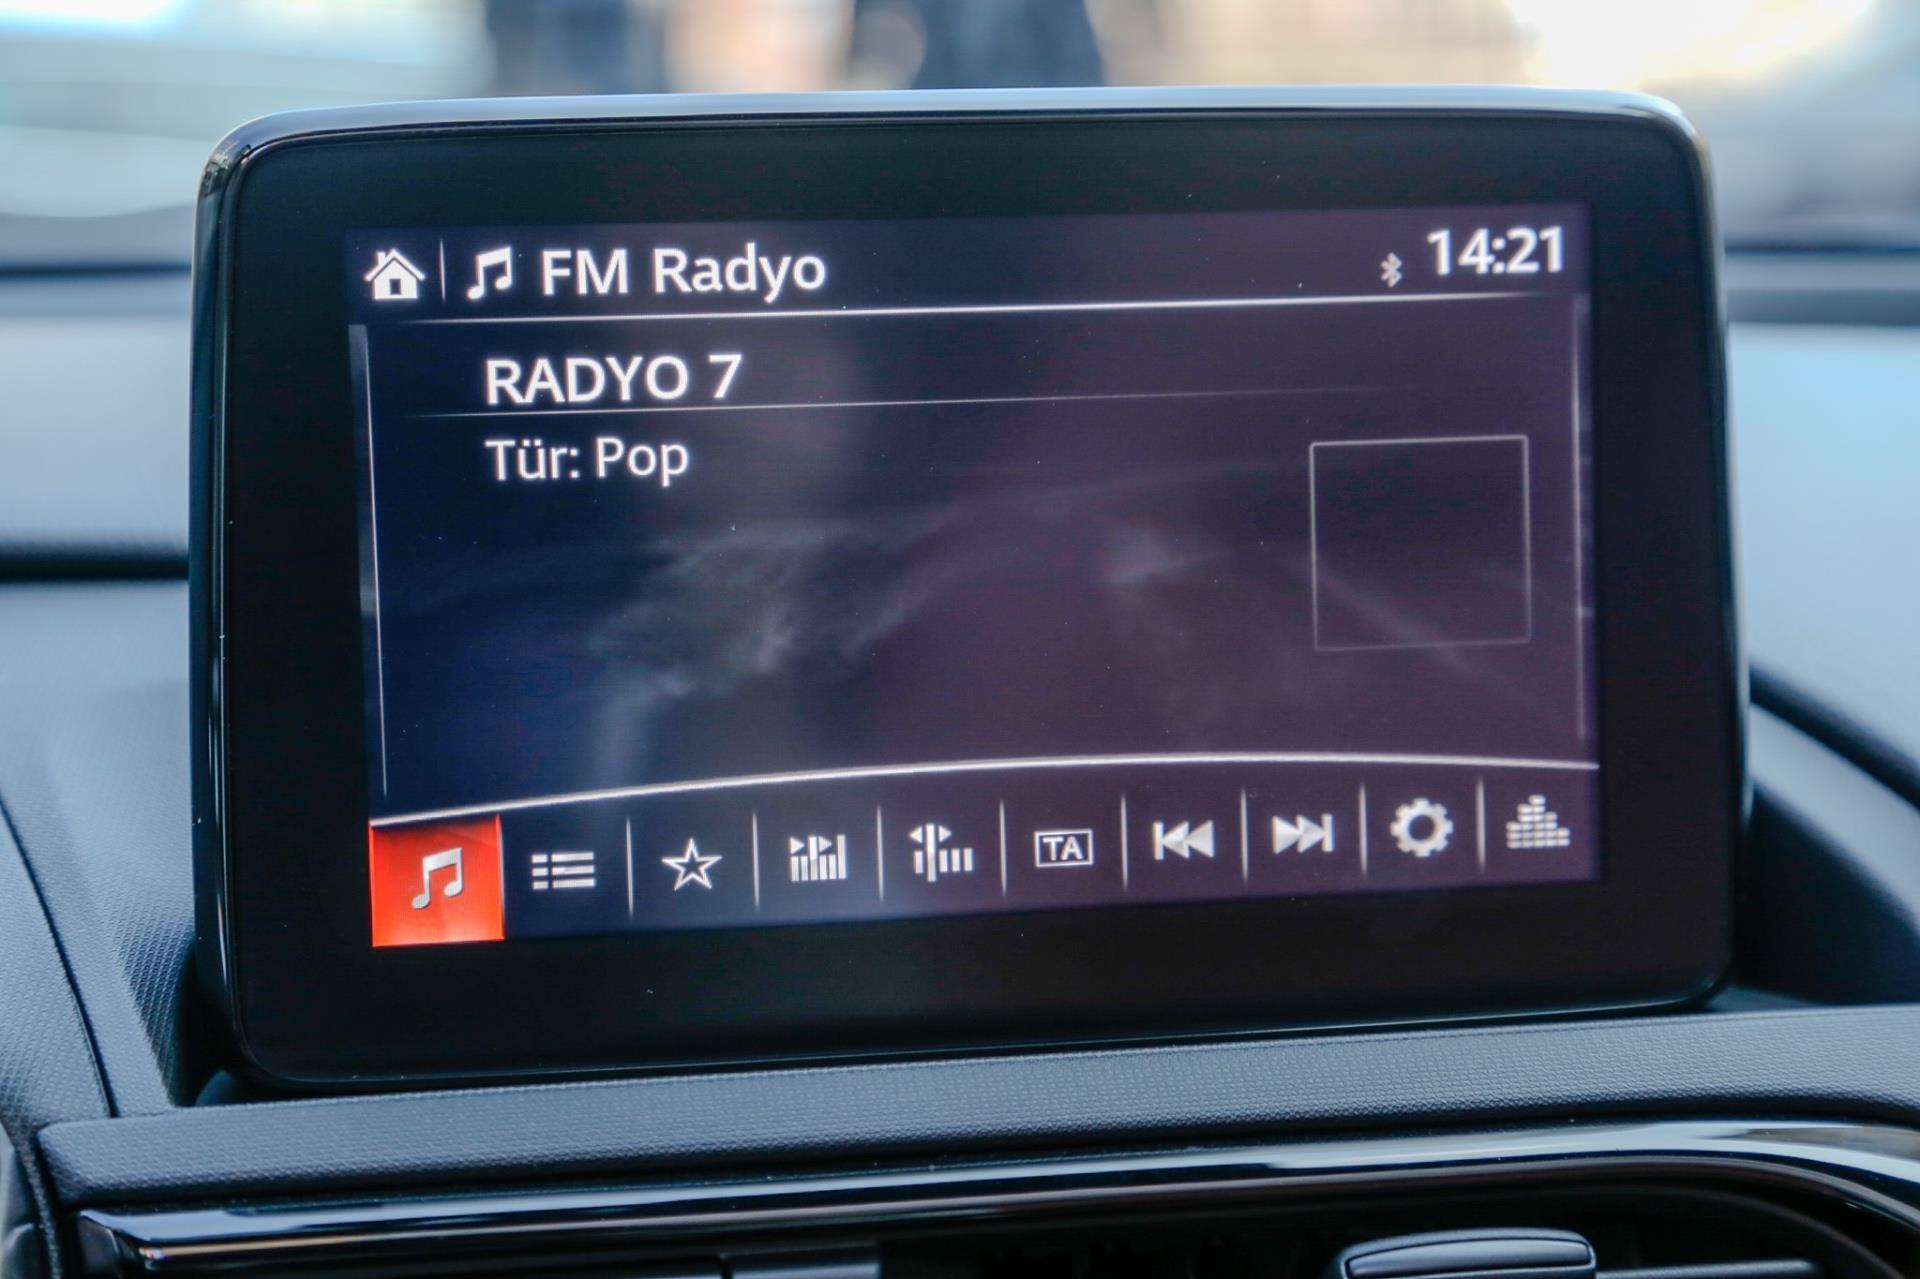 FM Radyo
14:21
RADYO 7
Tür: Pop
TA